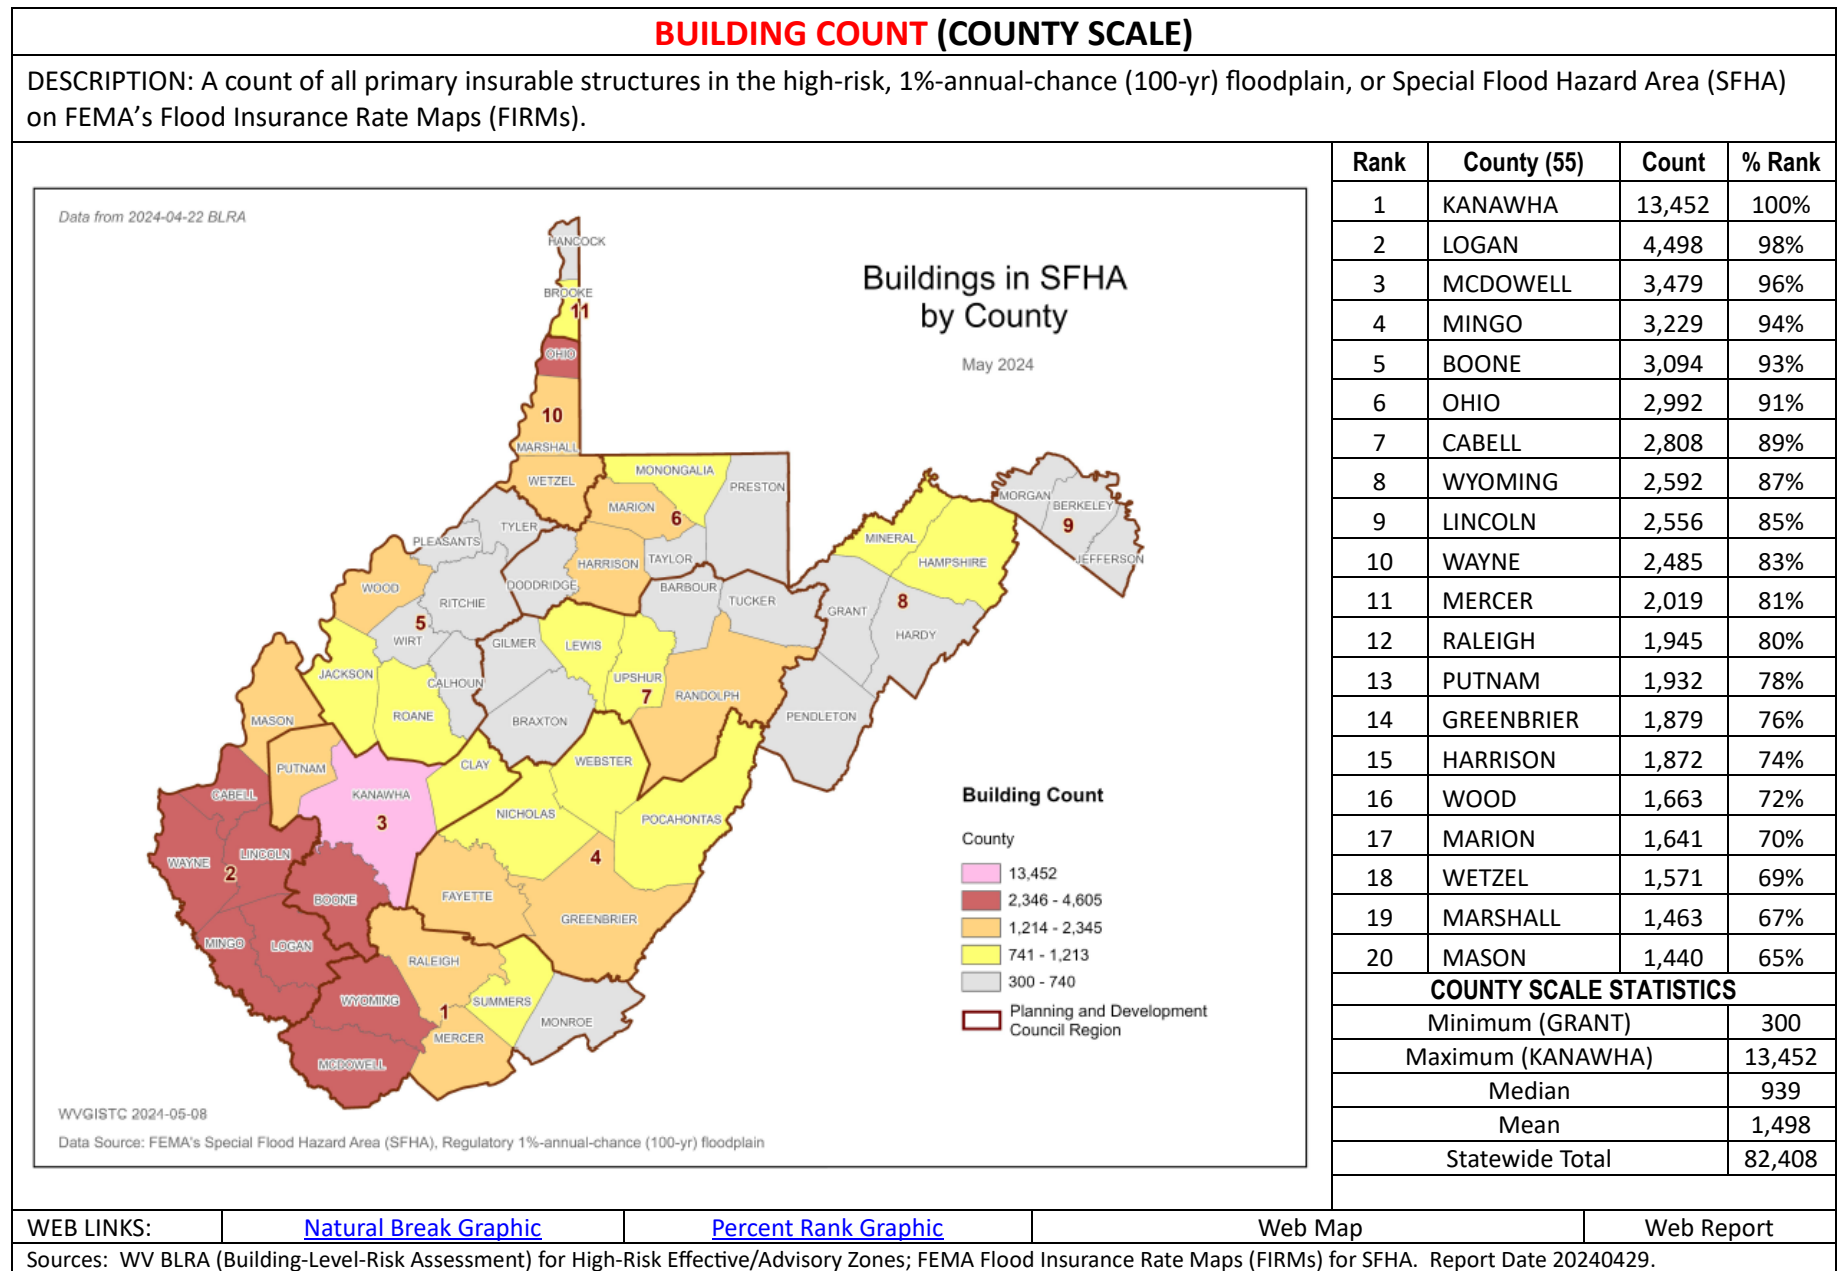 BUILDING COUNT (COUNTY SCALE)
DESCRIPTION: A count of all primary insurable structures in the high-risk, 1%-annual-chance (100-yr) floodplain, or Special Flood Hazard Area (SFHA)
on FEMA’s Flood Insurance Rate Maps (FIRMs).
Data from 2024-04-22 BLRA
Buildings in SFHA
by County
May 2024
HANCOCK
BROOKE
11
OHIO
10
MARSHALL
WETZEL
MONONGALIA
PRESTON
MARION
6
TYLER
PLEASANTS
HARRISON
TAYLOR
DODDRIDGE
BARBOUR
TUCKER
WOOD
RITCHIE
5
WIRT
GILMER
LEWIS
UPSHUR
7
RANDOLPH
JACKSON
CALHOUN
ROANE
BRAXTON
MORGAN
BERKELEY
9
JEFFERSON
MINERAL
HAMPSHIRE
GRANT
8
HARDY
PENDLETON
MASON
PUTNAM
CLAY
WEBSTER
CABELL
KANAWHA
3
NICHOLAS
POCAHONTAS
WAYNE
LINCOLN
2
4
BOONE
FAYETTE
GREENBRIER
MINGO
LOGAN
RALEIGH
WYOMING
1
SUMMERS
MONROE
MERCER
MCDOWELL
Building Count
County
13,452
2,346 - 4,605
1,214 - 2,345
741 - 1,213
300 - 740
Planning and Development
Council Region
WVGISTC 2024-05-08
Data Source: FEMA's Special Flood Hazard Area (SFHA), Regulatory 1%-annual-chance (100-yr) floodplain
Rank County (55) Count % Rank
1 KANAWHA 13,452 100%
2 LOGAN 4,498 98%
3 MCDOWELL 3,479 96%
4 MINGO 3,229 94%
5 BOONE 3,094 93%
6 OHIO 2,992 91%
7 CABELL 2,808 89%
8 WYOMING 2,592 87%
9 LINCOLN 2,556 85%
10 WAYNE 2,485 83%
11 MERCER 2,019 81%
12 RALEIGH 1,945 80%
13 PUTNAM 1,932 78%
14 GREENBRIER 1,879 76%
15 HARRISON 1,872 74%
16 WOOD 1,663 72%
17 MARION 1,641 70%
18 WETZEL 1,571 69%
19 MARSHALL 1,463 67%
20 MASON 1,440 65%
COUNTY SCALE STATISTICS
Minimum (GRANT) 300
Maximum (KANAWHA) 13,452
Median 939
Mean 1,498
Statewide Total 82,408
WEB LINKS: Natural Break Graphic Percent Rank Graphic Web Map Web Report
Sources: WV BLRA (Building-Level-Risk Assessment) for High-Risk Effective/Advisory Zones; FEMA Flood Insurance Rate Maps (FIRMs) for SFHA. Report Date 20240429.